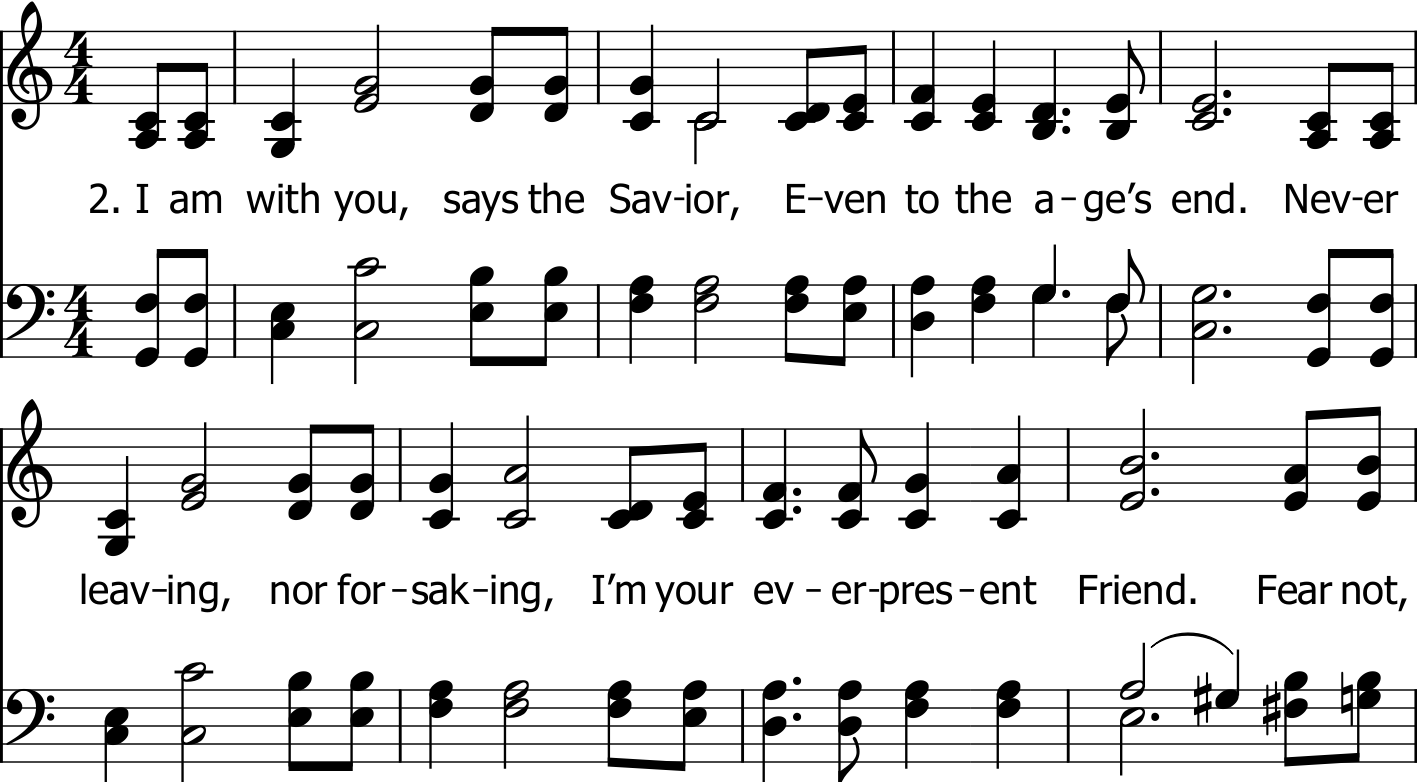 2. I am with you, says the Sav-ior, E-ven to the a-ge’s end. Nev-er
leav-ing, nor for-sak-ing, I’m your ev-er-pres-ent Friend. Fear not,